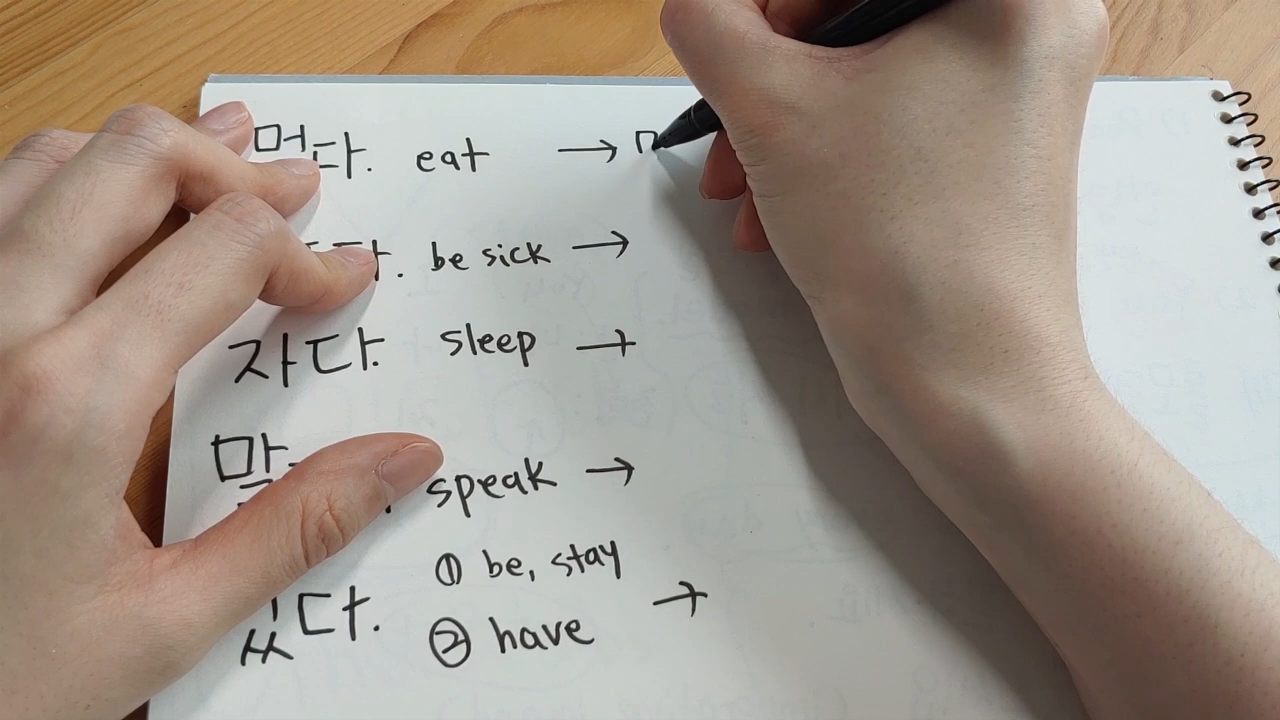 eat →
be sick →
자다. sleep →
speak →
① be, stay →
② have